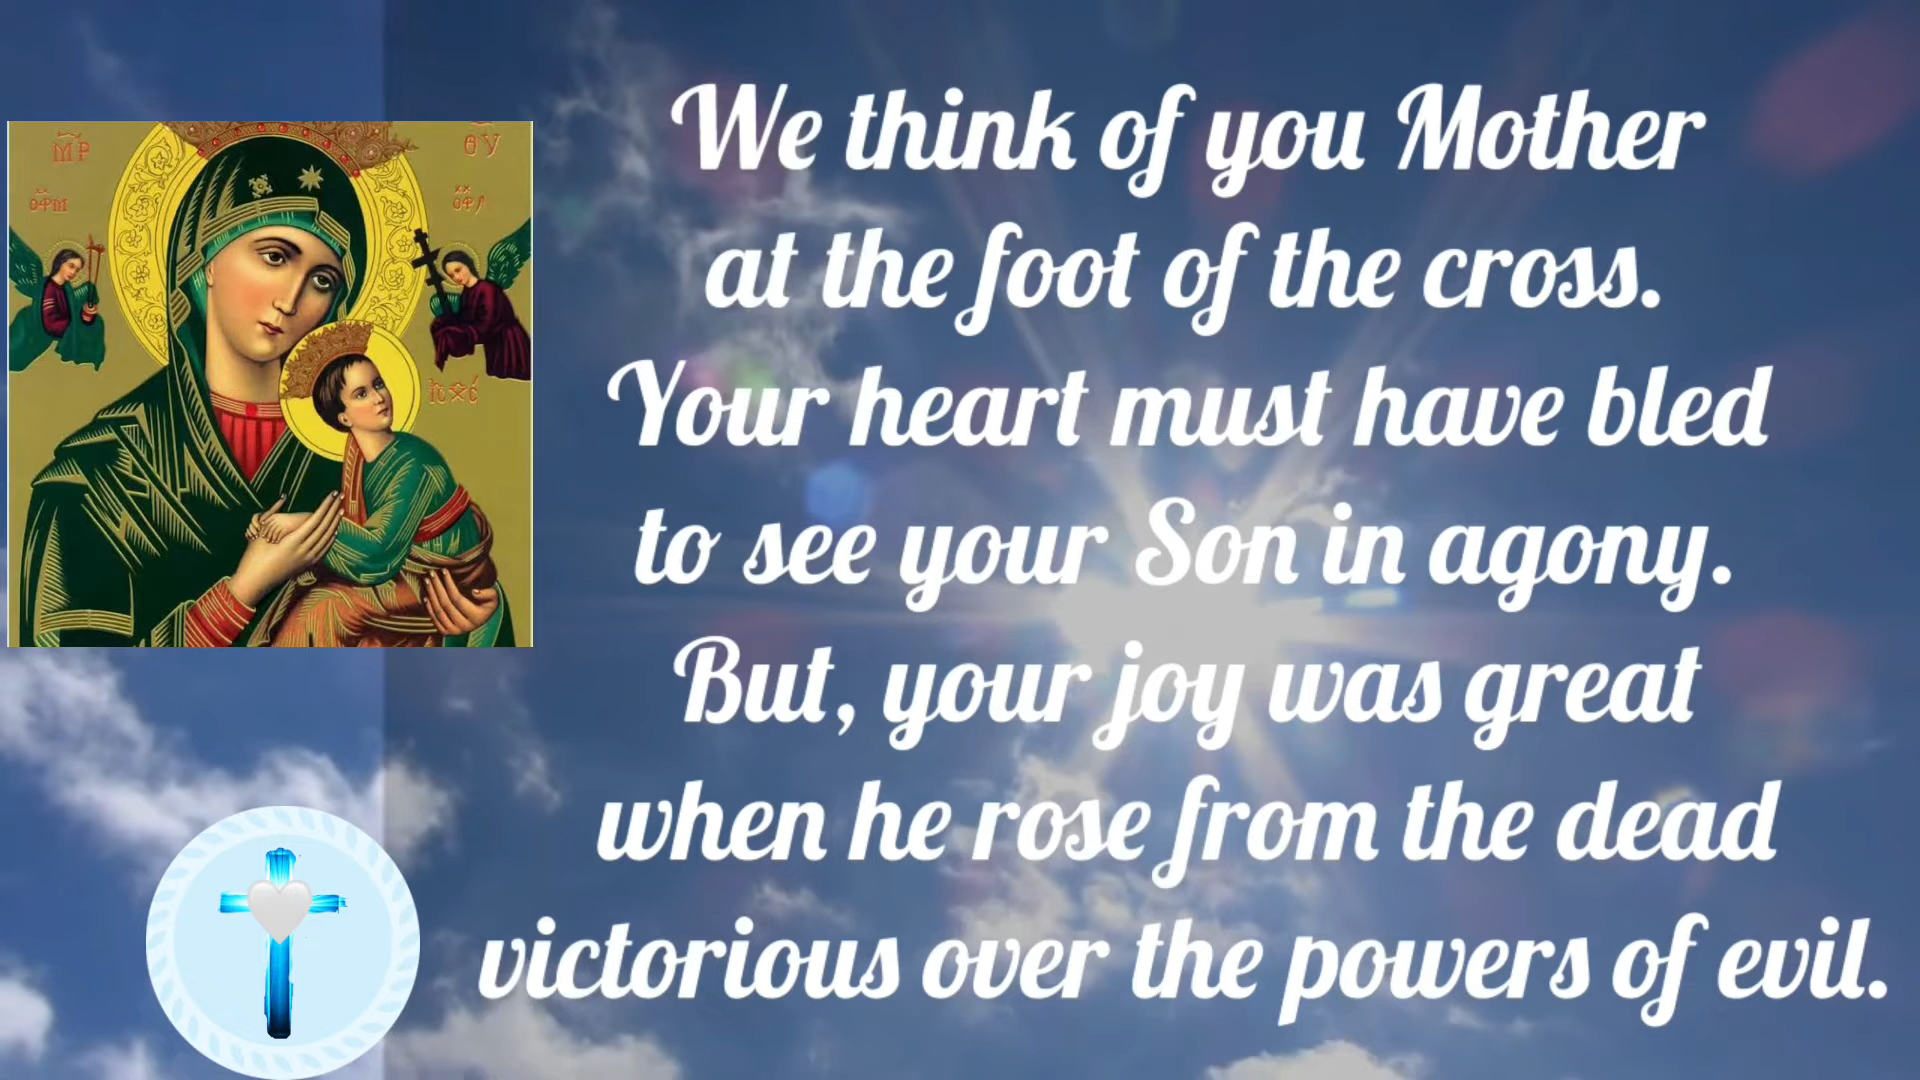 ΜΡ
ΘΥ
We think of you Mother
at the foot of the cross.
Your heart must have bled
to see your Son in agony.
But, your joy was great
when he rose from the dead
victorious over the powers of evil.